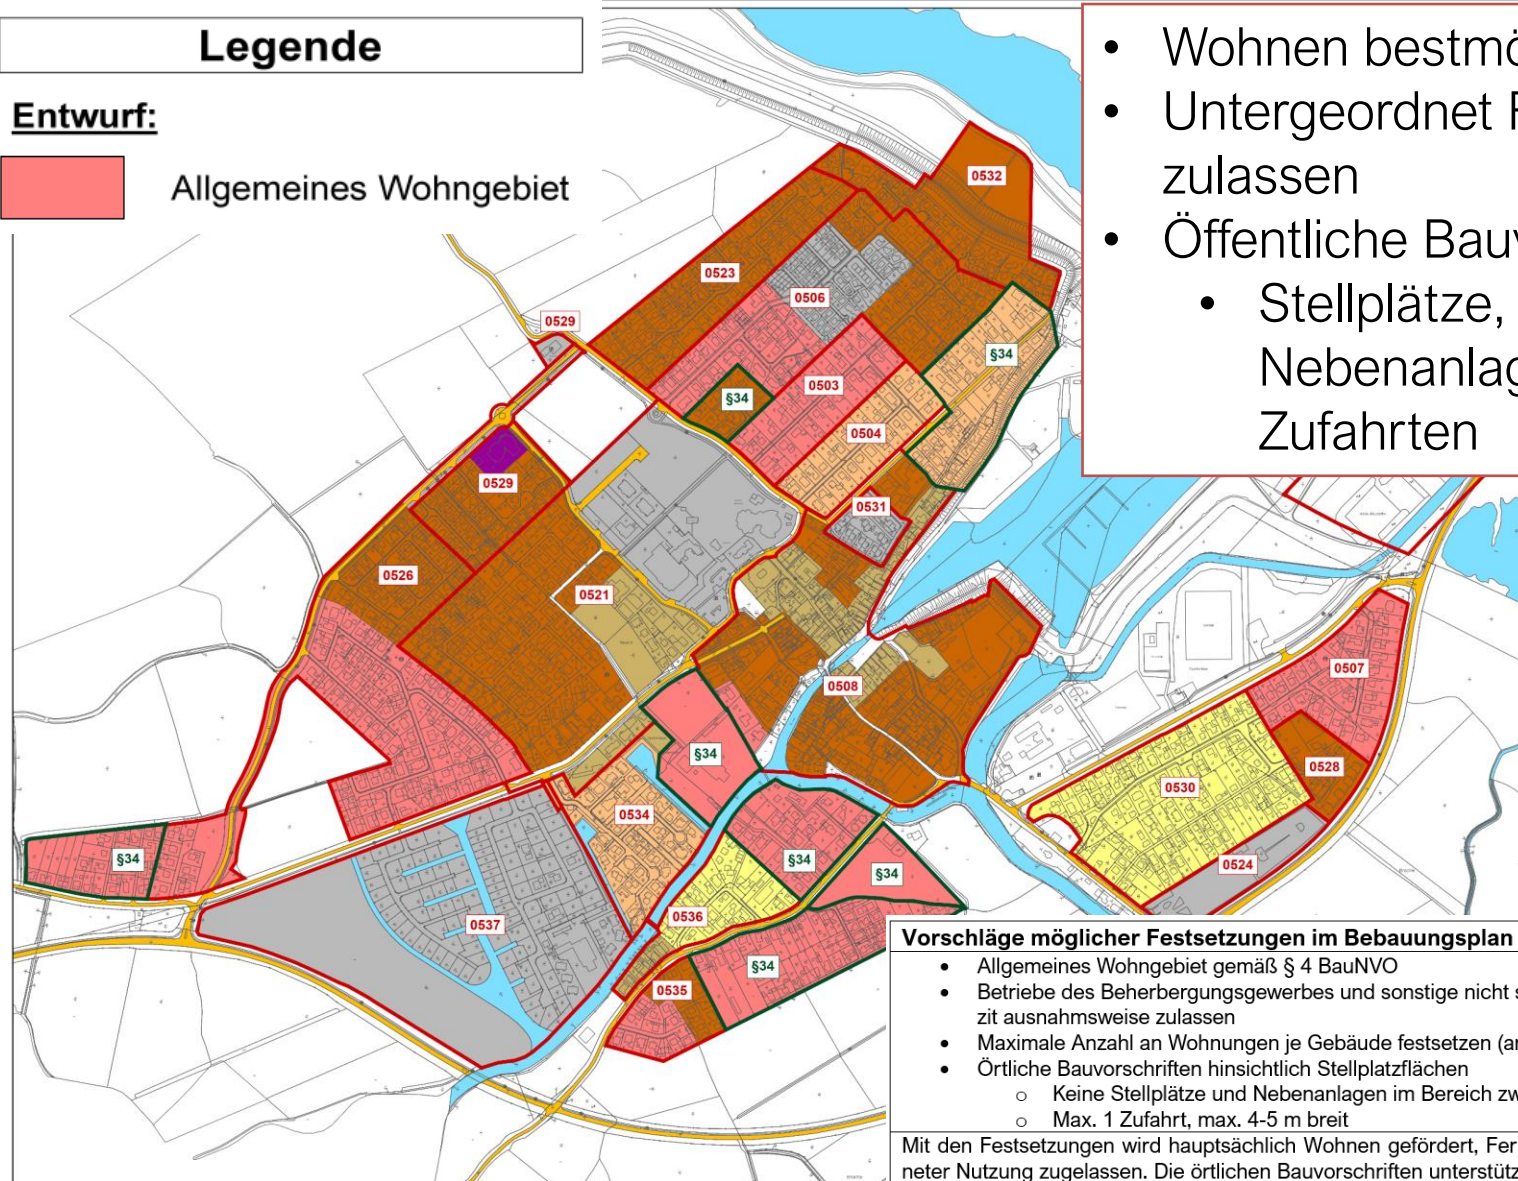 Legende
Entwurf:
Allgemeines Wohngebiet
• Wohnen bestmö
• Untergeordnet F
zulassen
• Öffentliche Bauv
• Stellplätze,
Nebenanlag
Zufahrten
0532
0523
0506
0529
§34
0503
§34
0504
0529
0531
0526
0521
0507
0508
§34
0528
0530
0534
§34
§34
0524
§34
0536
0537
§34
0535
Vorschläge möglicher Festsetzungen im Bebauungsplan
• Allgemeines Wohngebiet gemäß § 4 BauNVO
• Betriebe des Beherbergungsgewerbes und sonstige nicht s
zit ausnahmsweise zulassen
• Maximale Anzahl an Wohnungen je Gebäude festsetzen (an
• Örtliche Bauvorschriften hinsichtlich Stellplatzflächen
o Keine Stellplätze und Nebenanlagen im Bereich zw
o Max. 1 Zufahrt, max. 4-5 m breit
Mit den Festsetzungen wird hauptsächlich Wohnen gefördert, Fer
neter Nutzung zugelassen. Die örtlichen Bauvorschriften unterstütz